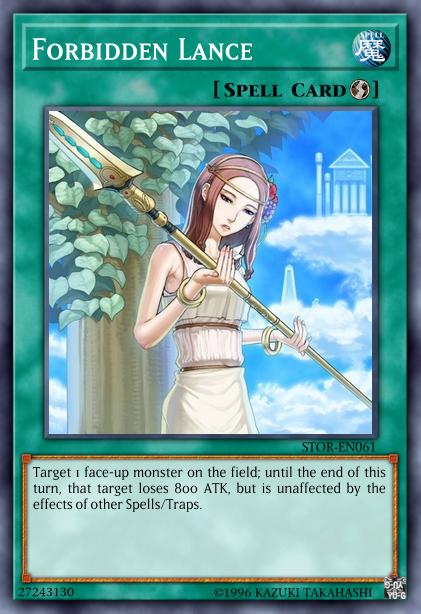 Forbidden Lance
SPELL
魔
[Spell Card]
STOR-EN061
Target 1 face-up monster on the field; until the end of this
turn, that target loses 800 ATK, but is unaffected by the
effects of other Spells/Traps.
27243130
©1996 KAZUKI TAKAHASHI